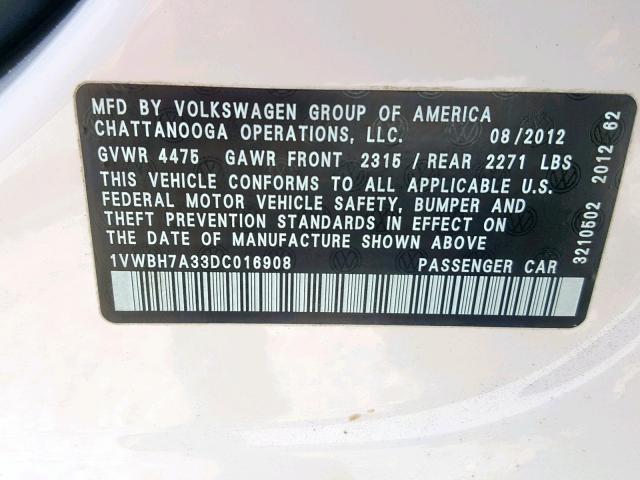 MFD BY VOLKSWAGEN GROUP OF AMERICA
CHATTANOOGA OPERATIONS, LLC. 08/2012
GVWR 4475 GAWR FRONT 2315 / REAR 2271 LBS
THIS VEHICLE CONFORMS TO ALL APPLICABLE U.S.
FEDERAL MOTOR VEHICLE SAFETY, BUMPER AND
THEFT PREVENTION STANDARDS IN EFFECT ON
THE DATE OF MANUFACTURE SHOWN ABOVE
1VWBH7A33DC016908 PASSENGER CAR
3210502 2012 62